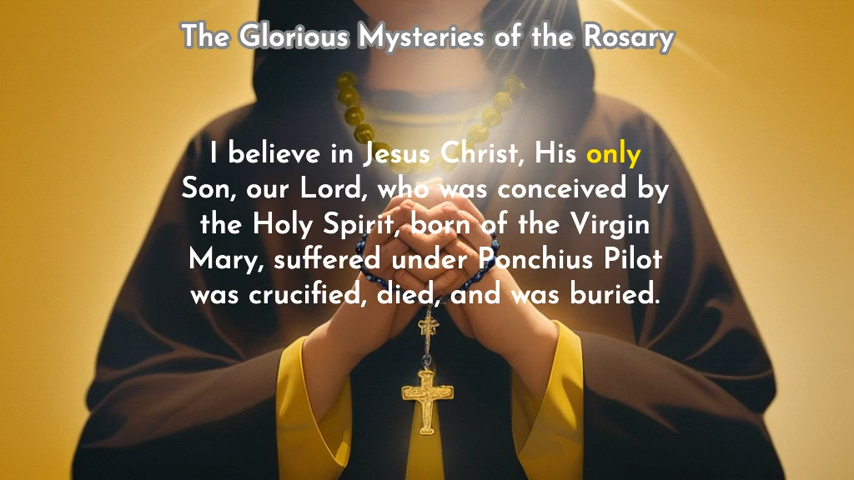 The Glorious Mysteries of the Rosary
I believe in Jesus Christ, His only
Son, our Lord, who was conceived by
the Holy Spirit, born of the Virgin
Mary, suffered under Ponchius Pilot
was crucified, died, and was buried.